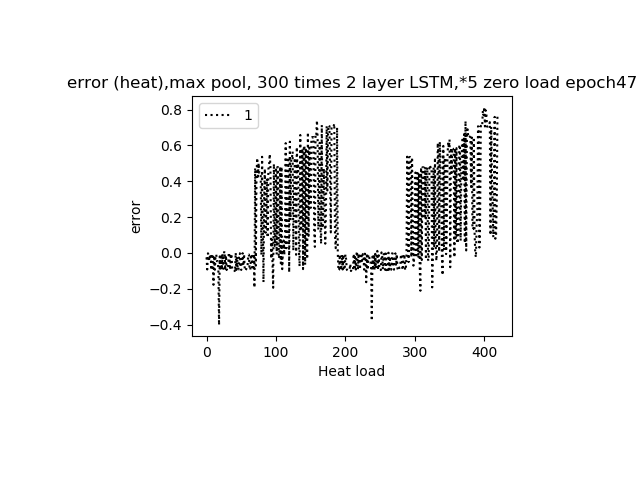 error (heat),max pool, 300 times 2 layer LSTM,*5 zero load epoch47
1
0.8
0.6
0.4
0.2
0.0
−0.2
−0.4
error
0 100 200 300 400
Heat load